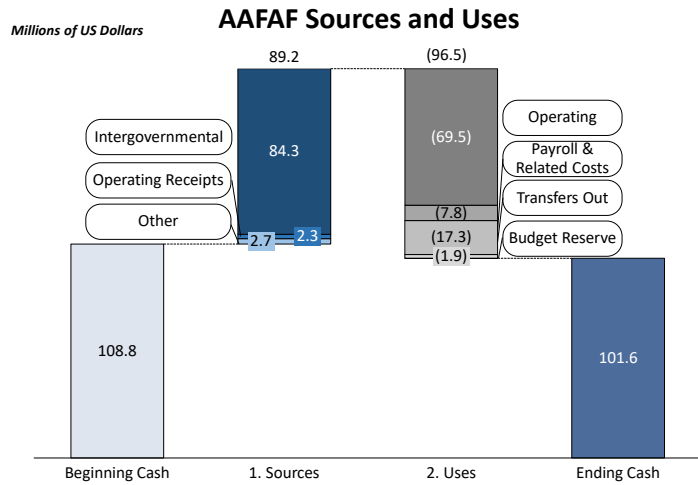 AAFAF Sources and Uses
Millions of US Dollars
89.2
(96.5)
Intergovernmental
Operating Receipts
Other
84.3
2.3
2.7
(69.5)
(7.8)
(17.3)
(1.9)
Operating
Payroll &
Related Costs
Transfers Out
Budget Reserve
108.8
101.6
Beginning Cash
1. Sources
2. Uses
Ending Cash